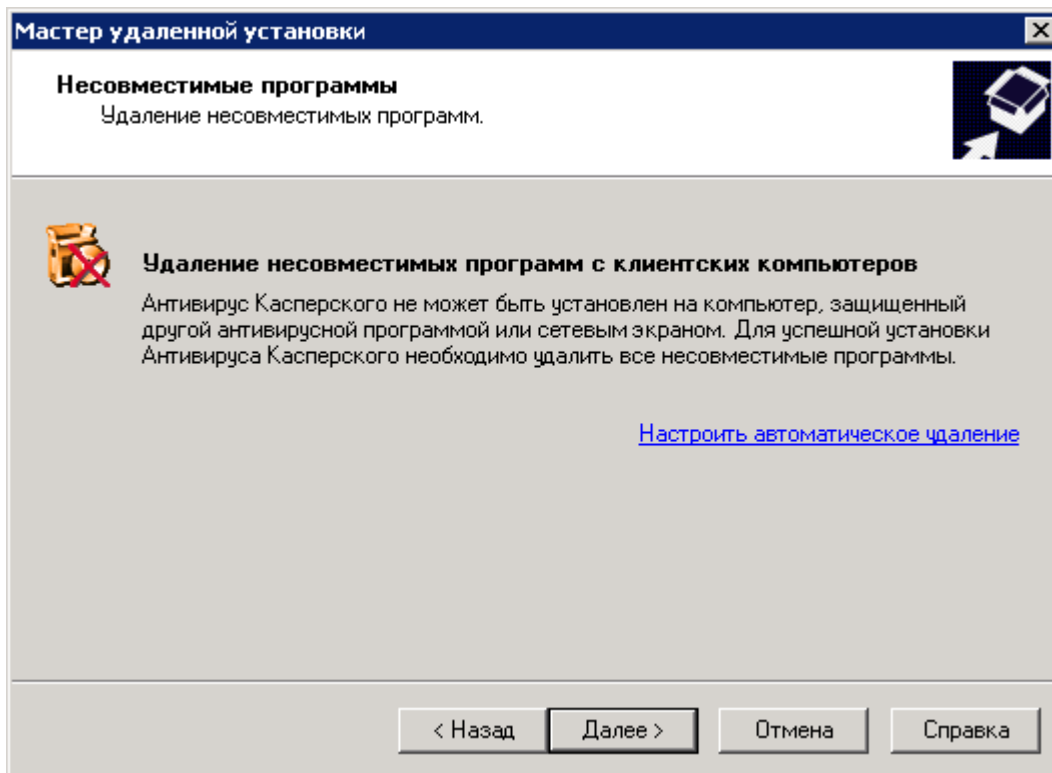 Мастер удаленной установки
Несовместимые программы
Удаление несовместимых программ.
Удаление несовместимых программ с клиентских компьютеров
Антивирус Касперского не может быть установлен на компьютер, защищенный
другой антивирусной программой или сетевым экраном. Для успешной установки
Антивируса Касперского необходимо удалить все несовместимые программы.
Настроить автоматическое удаление
< Назад Далее > Отмена Справка